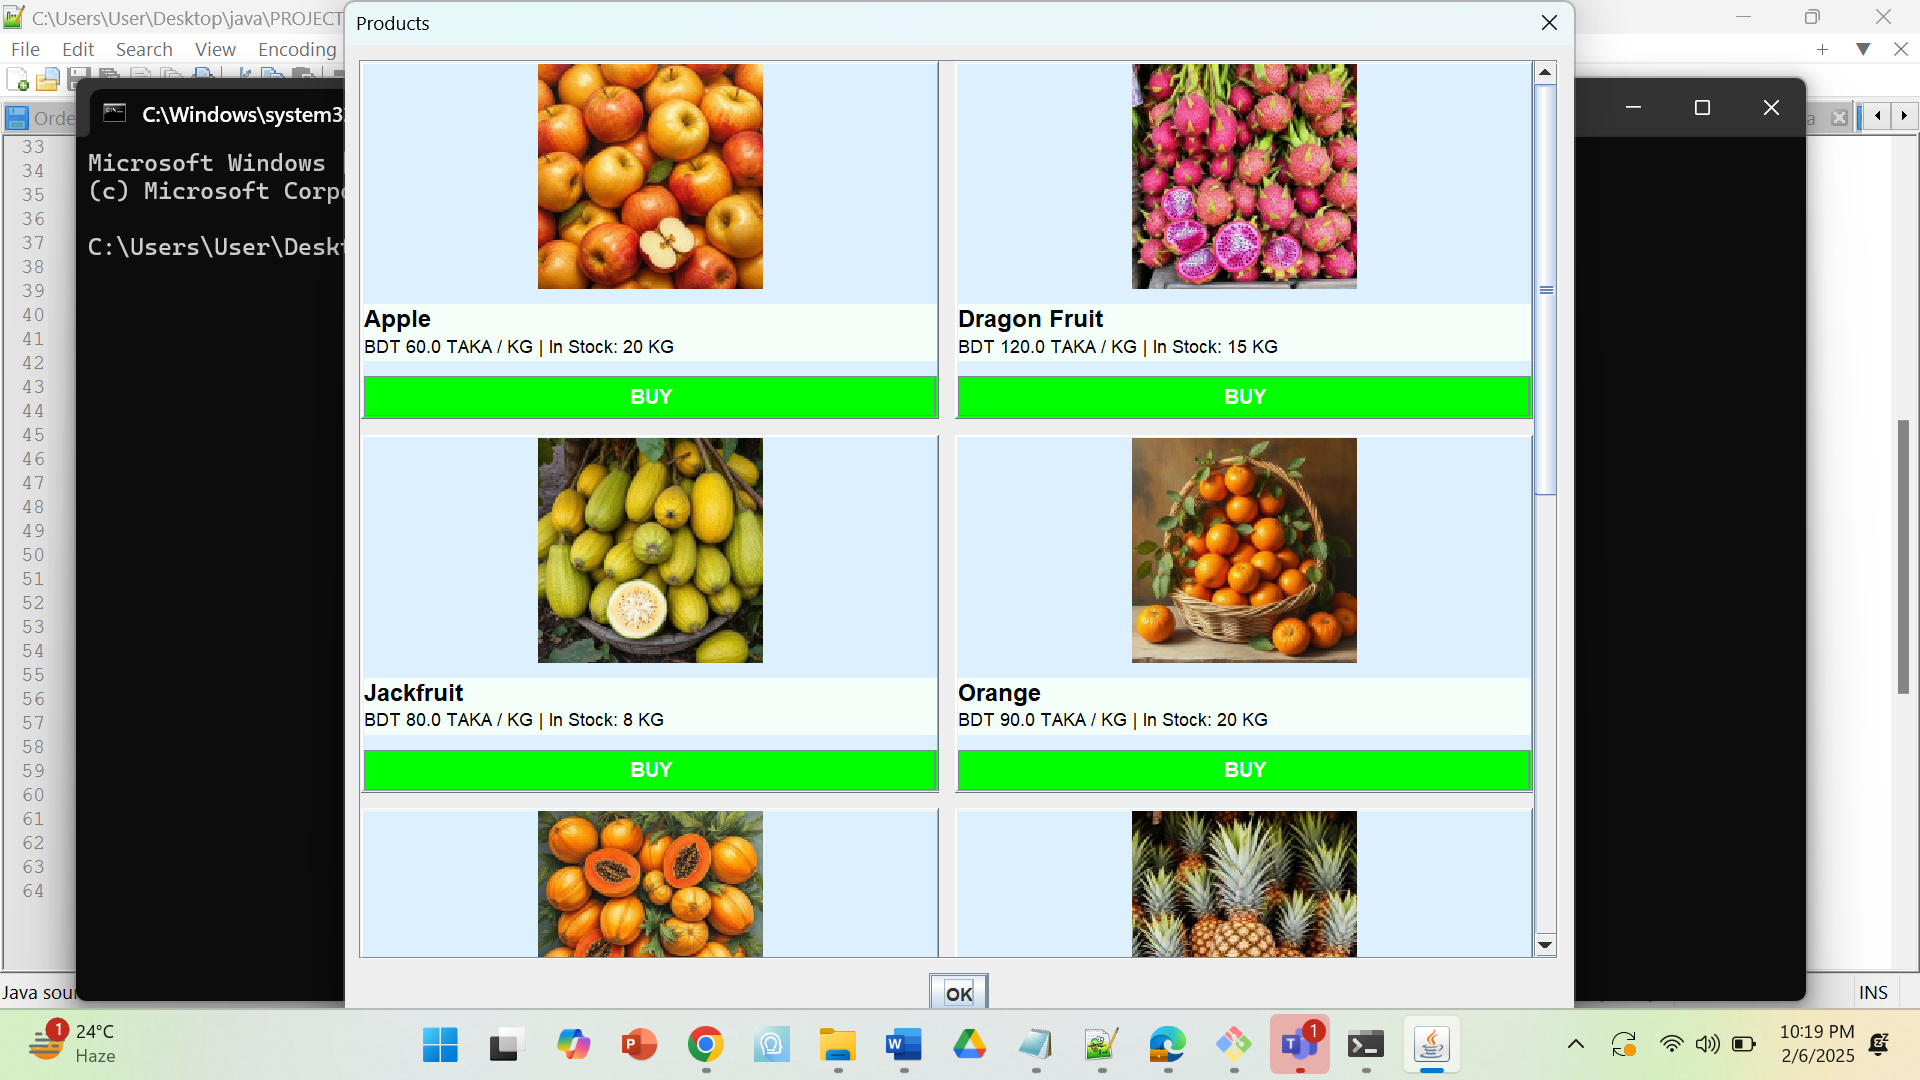 C:\Users\User\Desktop\java\PROJECT
Products
File Edit Search View Encoding
Orde
C:\Windows\system3
Microsoft Windows
(c) Microsoft Corp
C:\Users\User\Deskt
33
34
35
36
37
38
39
40
41
42
43
44
45
46
47
48
49
50
51
52
53
54
55
56
57
58
59
60
61
62
63
64
Apple
BDT 60.0 TAKA / KG | In Stock: 20 KG
BUY
Dragon Fruit
BDT 120.0 TAKA / KG | In Stock: 15 KG
BUY
Jackfruit
BDT 80.0 TAKA / KG | In Stock: 8 KG
BUY
Orange
BDT 90.0 TAKA / KG | In Stock: 20 KG
BUY
OK
Java sou
INS
1
24°C
Haze
P
W
T
1
10:19 PM
2/6/2025